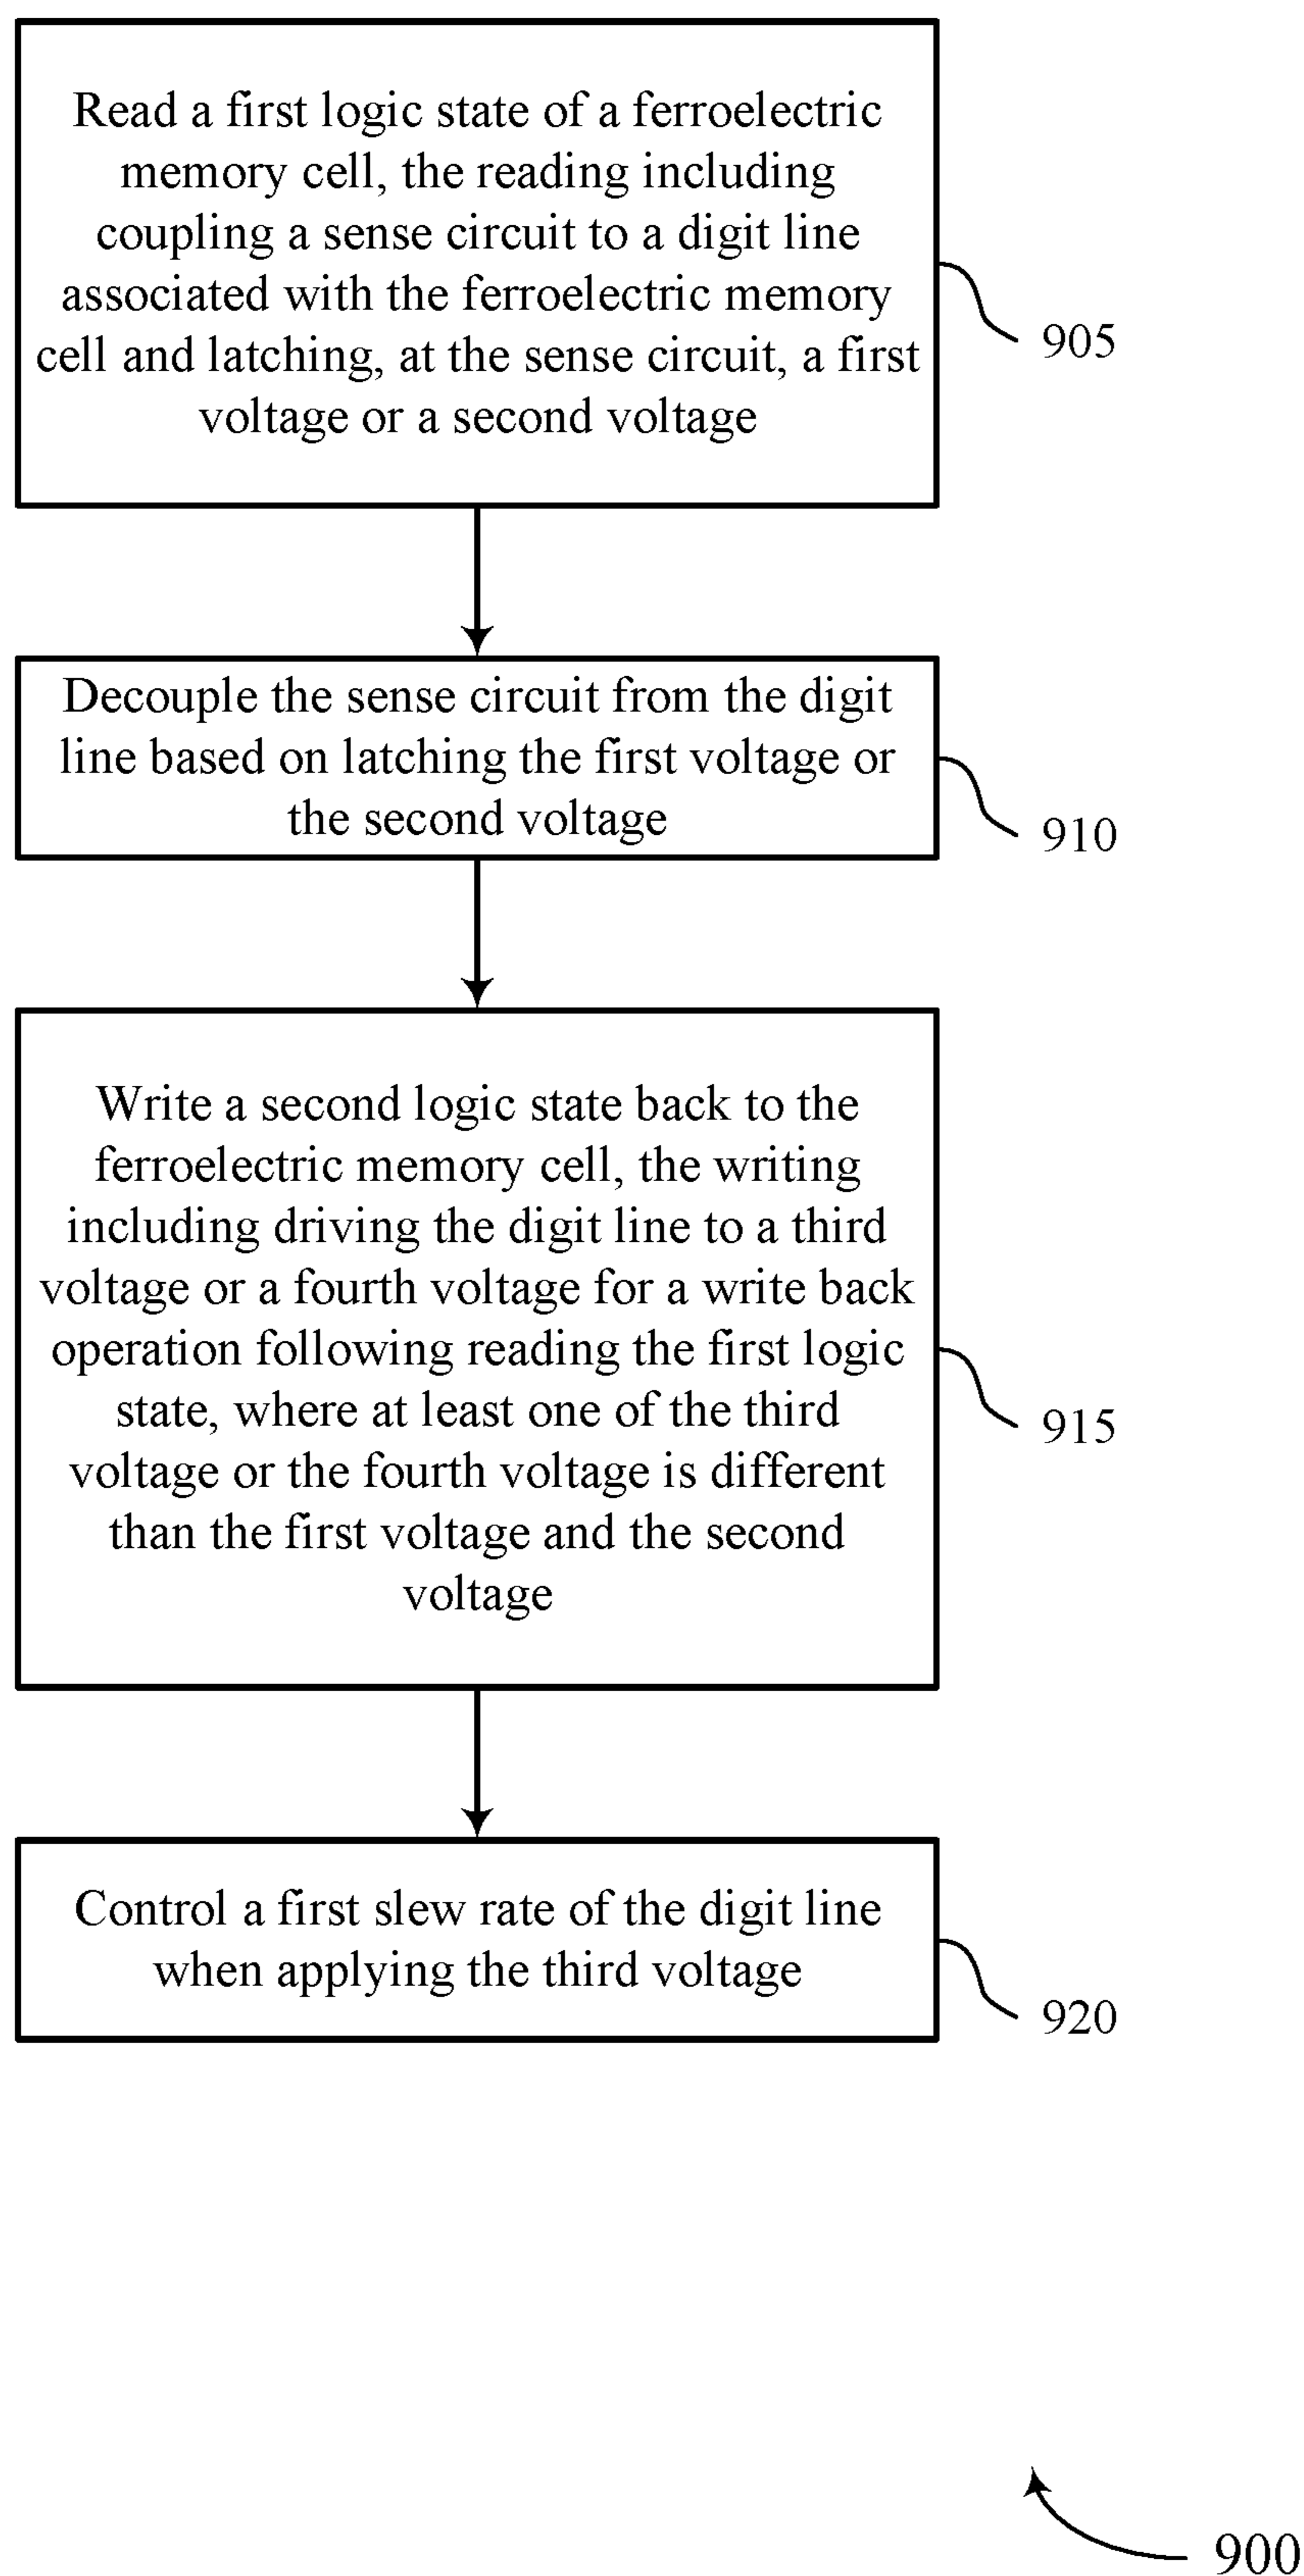 Read a first logic state of a ferroelectric
memory cell, the reading including
coupling a sense circuit to a digit line
associated with the ferroelectric memory
cell and latching, at the sense circuit, a first
voltage or a second voltage
905
Decouple the sense circuit from the digit
line based on latching the first voltage or
the second voltage
910
Write a second logic state back to the
ferroelectric memory cell, the writing
including driving the digit line to a third
voltage or a fourth voltage for a write back
operation following reading the first logic
state, where at least one of the third
voltage or the fourth voltage is different
than the first voltage and the second
voltage
915
Control a first slew rate of the digit line
when applying the third voltage
920
900